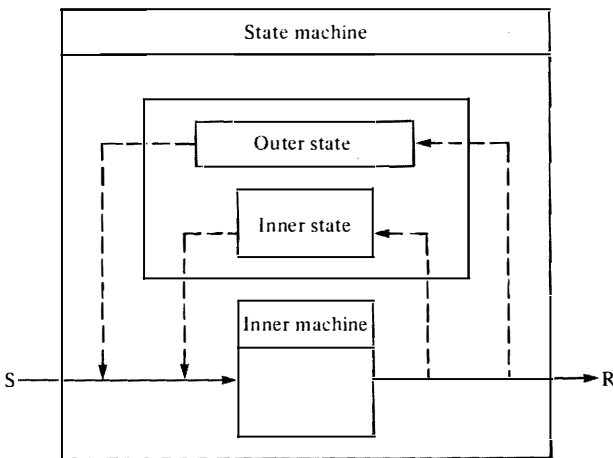 State machine
Outer state
Inner state
Inner machine
S
R